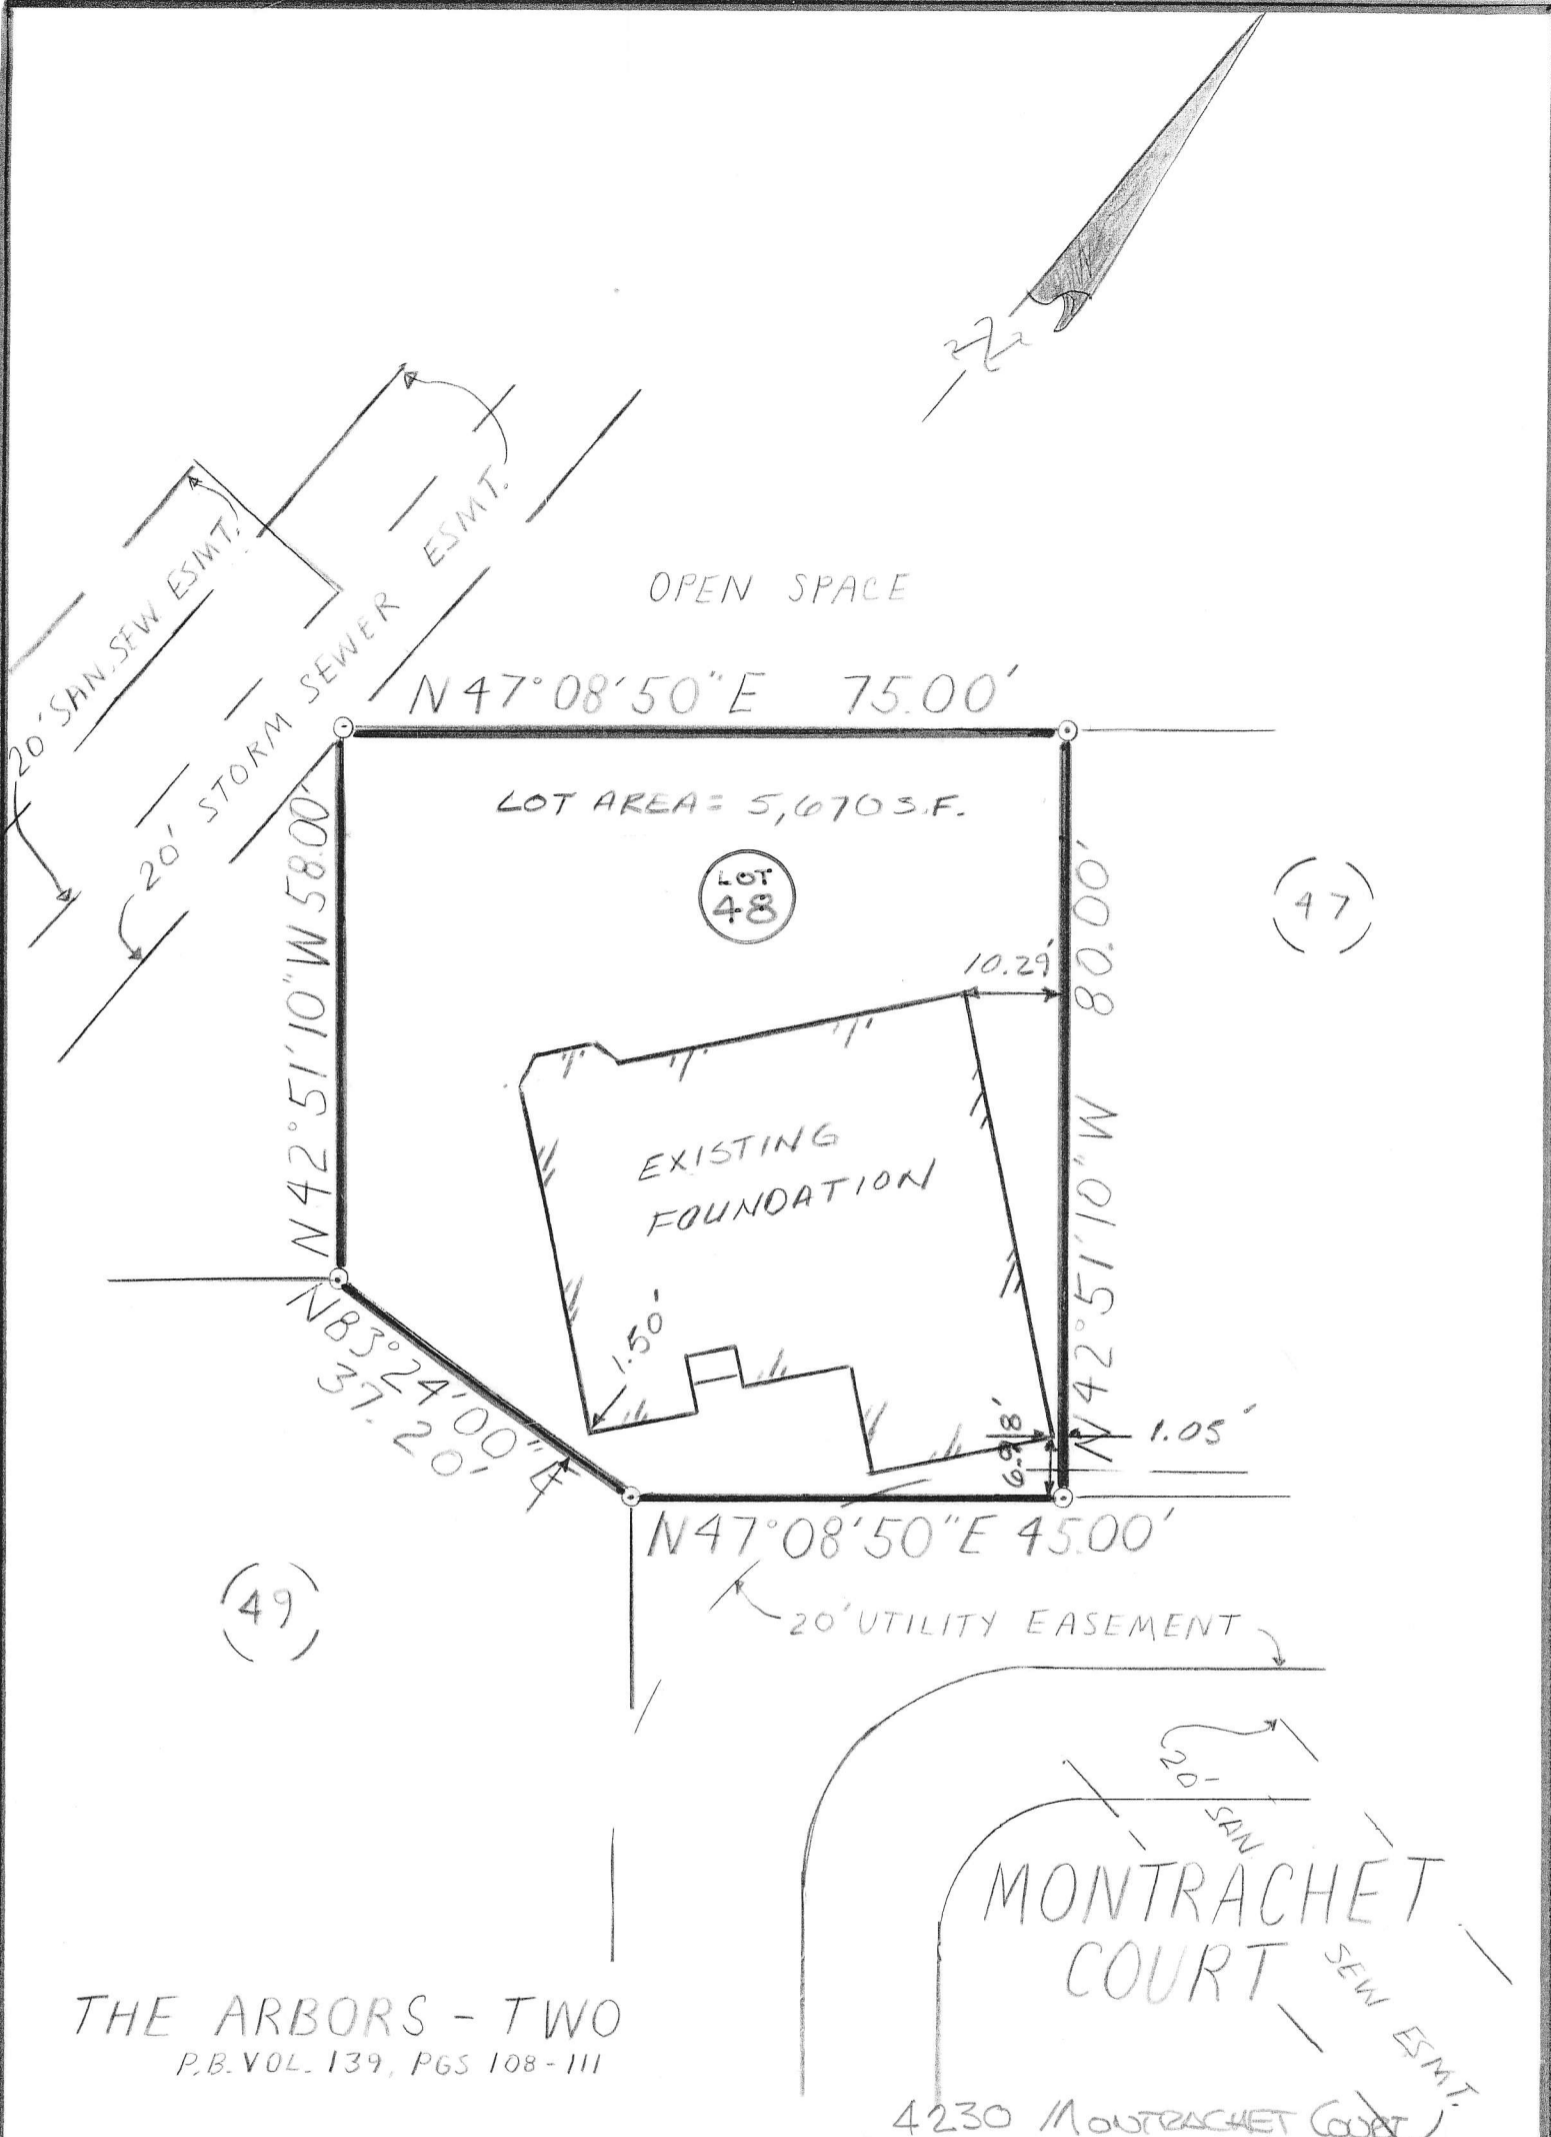 20' SAN. SEW ESMT.
20' STORM SEWER ESMT.
OPEN SPACE
N47°08'50"E 75.00'
LOT AREA = 5,670 S.F.
LOT
48
N42°51'10"W 58.00'
N42°51'10"W 80.00'
47
10.29'
EXISTING
FOUNDATION
1.50'
N83°24'00"E
37.20'
6.98'
1.05'
N47°08'50"E 45.00'
49
20' UTILITY EASEMENT
20' SAN SEW ESMT.
MONTRACHET
COURT
THE ARBORS - TWO
P.B. VOL. 139, PGS 108-111
4230 MONTRACHET COURT